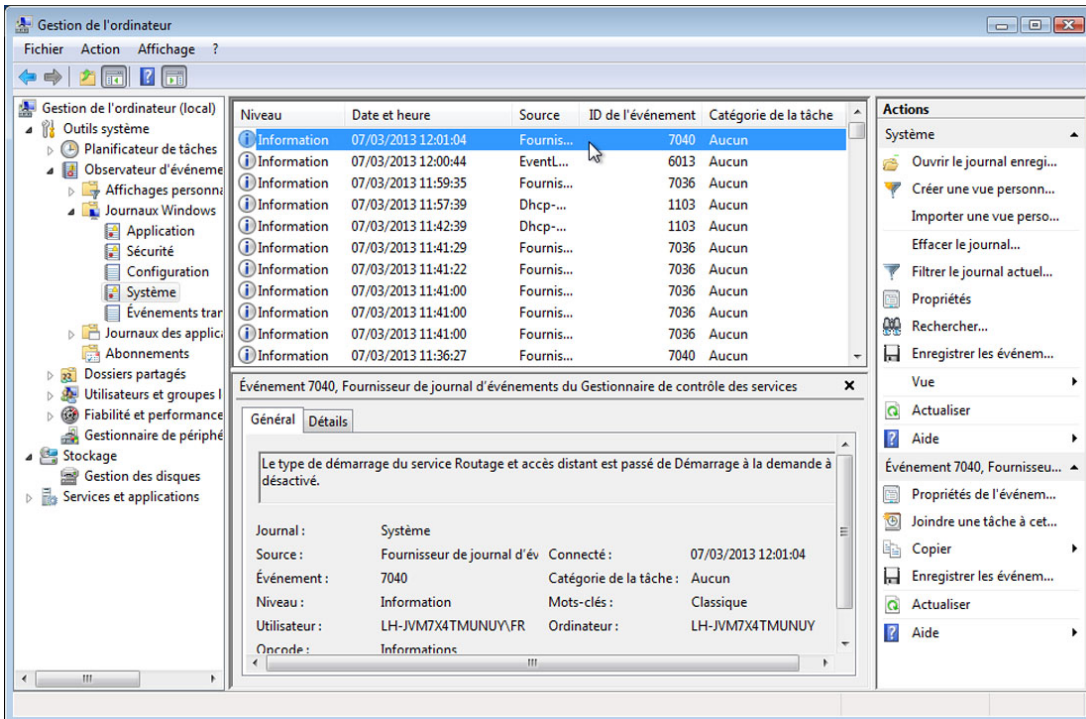 Gestion de l'ordinateur
Fichier Action Affichage ?
Gestion de l'ordinateur (local)
Outils système
Planificateur de tâches
Observateur d'événeme
Affichages personna
Journaux Windows
Application
Sécurité
Configuration
Système
Événements tran
Journaux des applica
Abonnements
Dossiers partagés
Utilisateurs et groupes l
Fiabilité et performance
Gestionnaire de périphé
Stockage
Gestion des disques
Services et applications
Niveau Date et heure Source ID de l'événement Catégorie de la tâche
Information 07/03/2013 12:01:04 Fournis... 7040 Aucun
Information 07/03/2013 12:00:44 EventL... 6013 Aucun
Information 07/03/2013 11:59:35 Fournis... 7036 Aucun
Information 07/03/2013 11:57:39 Dhcp-... 1103 Aucun
Information 07/03/2013 11:42:39 Dhcp-... 1103 Aucun
Information 07/03/2013 11:41:29 Fournis... 7036 Aucun
Information 07/03/2013 11:41:22 Fournis... 7036 Aucun
Information 07/03/2013 11:41:00 Fournis... 7036 Aucun
Information 07/03/2013 11:41:00 Fournis... 7036 Aucun
Information 07/03/2013 11:41:00 Fournis... 7036 Aucun
Information 07/03/2013 11:36:27 Fournis... 7040 Aucun
Événement 7040, Fournisseur de journal d'événements du Gestionnaire de contrôle des services
Général Détails
Le type de démarrage du service Routage et accès distant est passé de Démarrage à la demande à
désactivé.
Journal : Système
Source : Fournisseur de journal d'év Connecté : 07/03/2013 12:01:04
Événement : 7040 Catégorie de la tâche : Aucun
Niveau : Information Mots-clés : Classique
Utilisateur : LH-JVM7X4TMUNUY\FR Ordinateur : LH-JVM7X4TMUNUY
Opcode : Informations
Actions
Système
Ouvrir le journal enregi...
Créer une vue personn...
Importer une vue perso...
Effacer le journal...
Filtrer le journal actuel...
Propriétés
Rechercher...
Enregistrer les événem...
Vue
Actualiser
Aide
Événement 7040, Fournisseu...
Propriétés de l'événem...
Joindre une tâche à cet...
Copier
Enregistrer les événem...
Actualiser
Aide